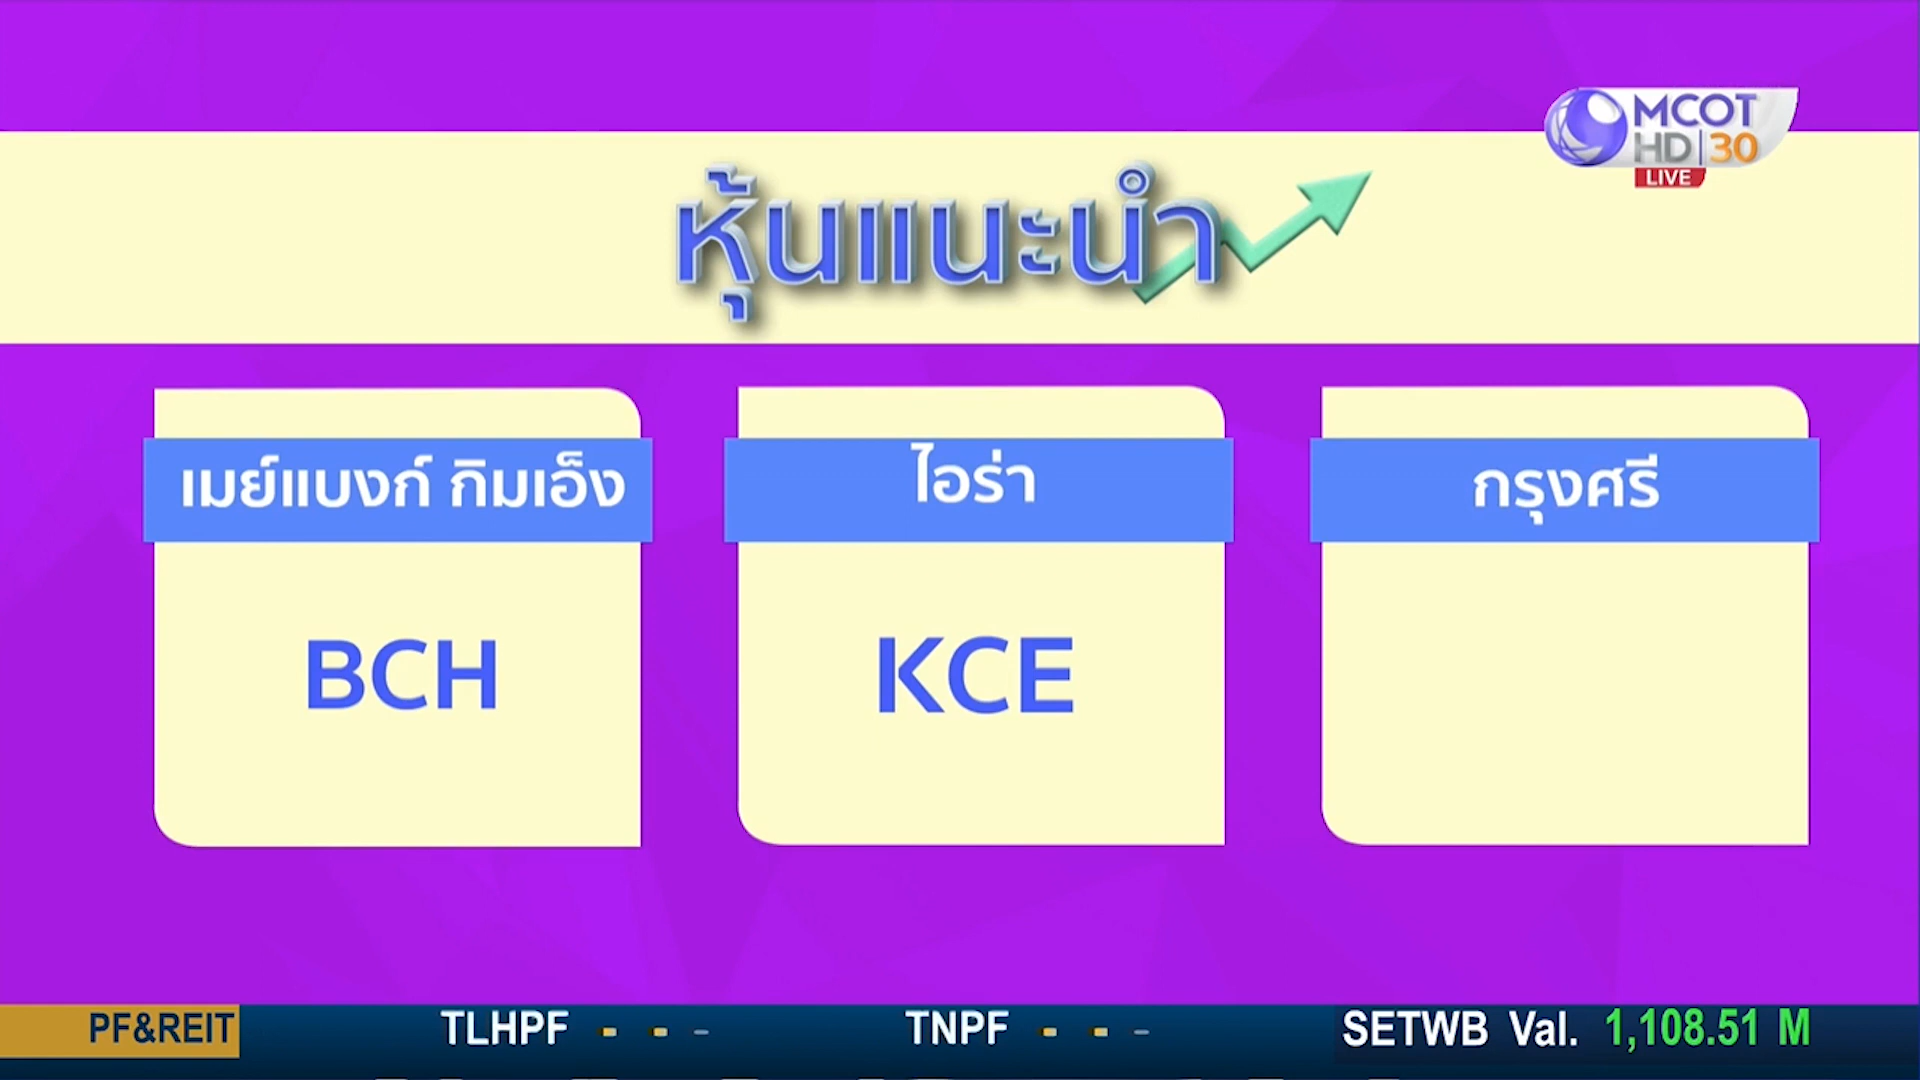 MCOT
HD 30
LIVE
หุ้นแนะนำ
เมย์แบงก์ กิมเอ็ง
ไอร่า
กรุงศรี
BCH
KCE
PF&REIT TLHPF - - - TNPF - - - SETWB Val. 1,108.51 M